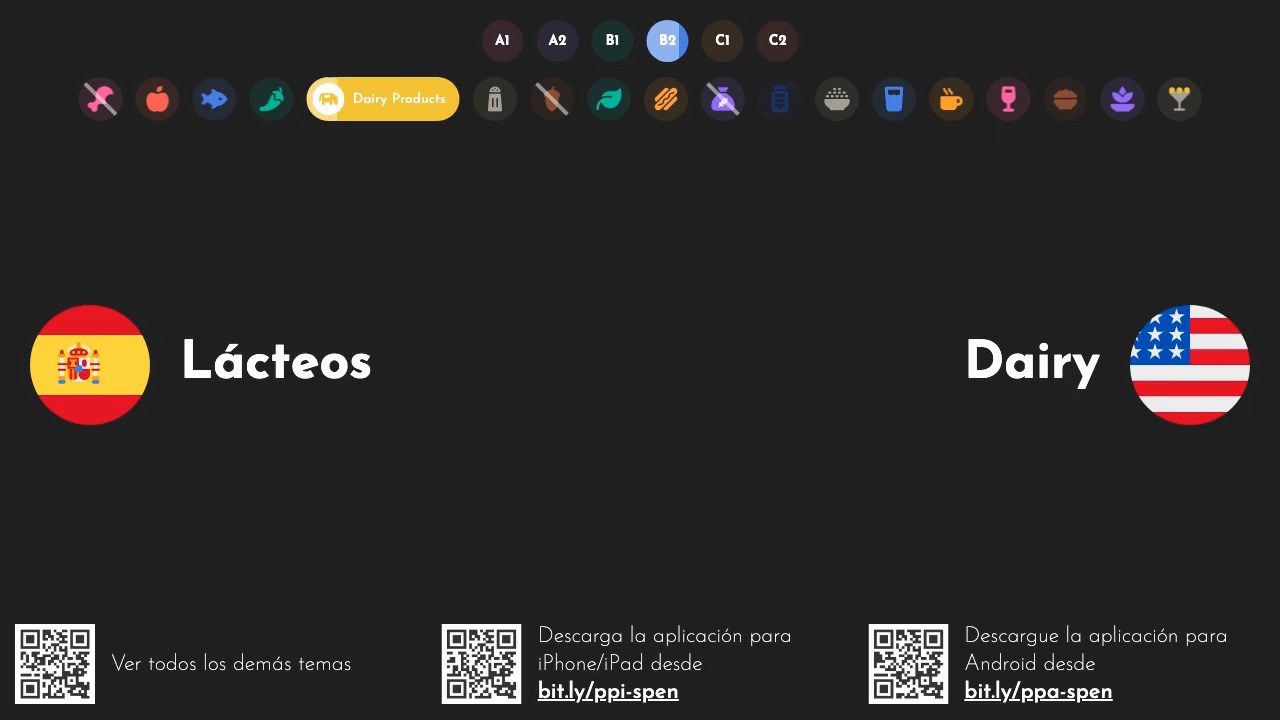 A1 A2 B1 B2 C1 C2
Dairy Products
Lácteos
Dairy
Ver todos los demás temas
Descarga la aplicación para
iPhone/iPad desde
bit.ly/ppi-spen
Descargue la aplicación para
Android desde
bit.ly/ppa-spen